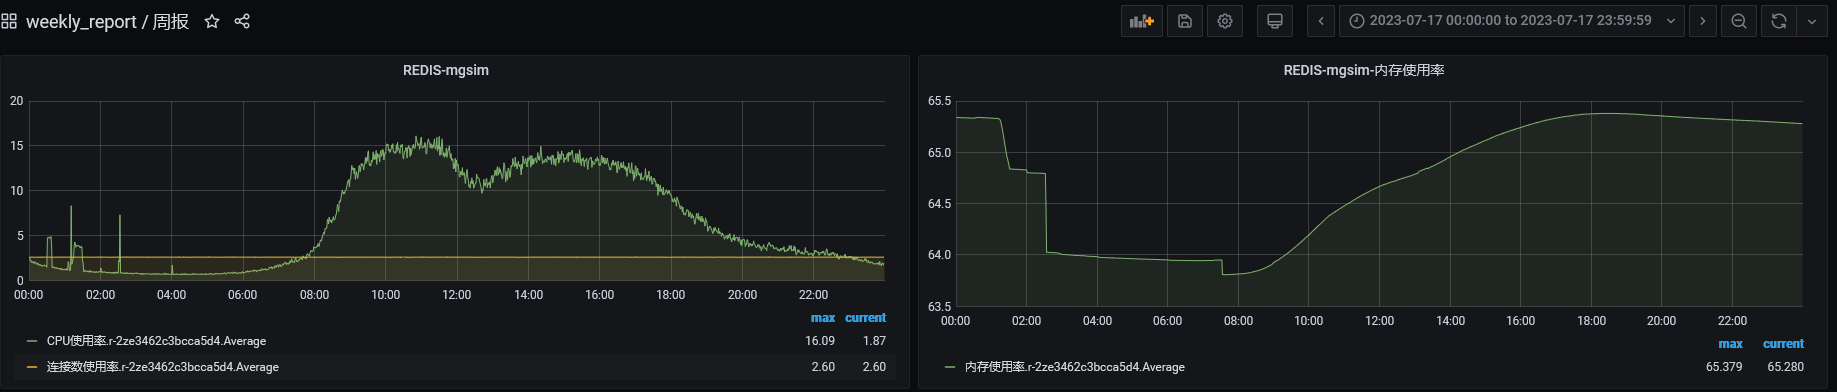 weekly_report / 周报
2023-07-17 00:00:00 to 2023-07-17 23:59:59
REDIS-mgsim
20
15
10
5
0
00:00 02:00 04:00 06:00 08:00 10:00 12:00 14:00 16:00 18:00 20:00 22:00
max current
CPU使用率.r-2ze3462c3bcca5d4.Average 16.09 1.87
连接数使用率.r-2ze3462c3bcca5d4.Average 2.60 2.60
REDIS-mgsim-内存使用率
65.5
65.0
64.5
64.0
63.5
00:00 02:00 04:00 06:00 08:00 10:00 12:00 14:00 16:00 18:00 20:00 22:00
max current
内存使用率.r-2ze3462c3bcca5d4.Average 65.379 65.280